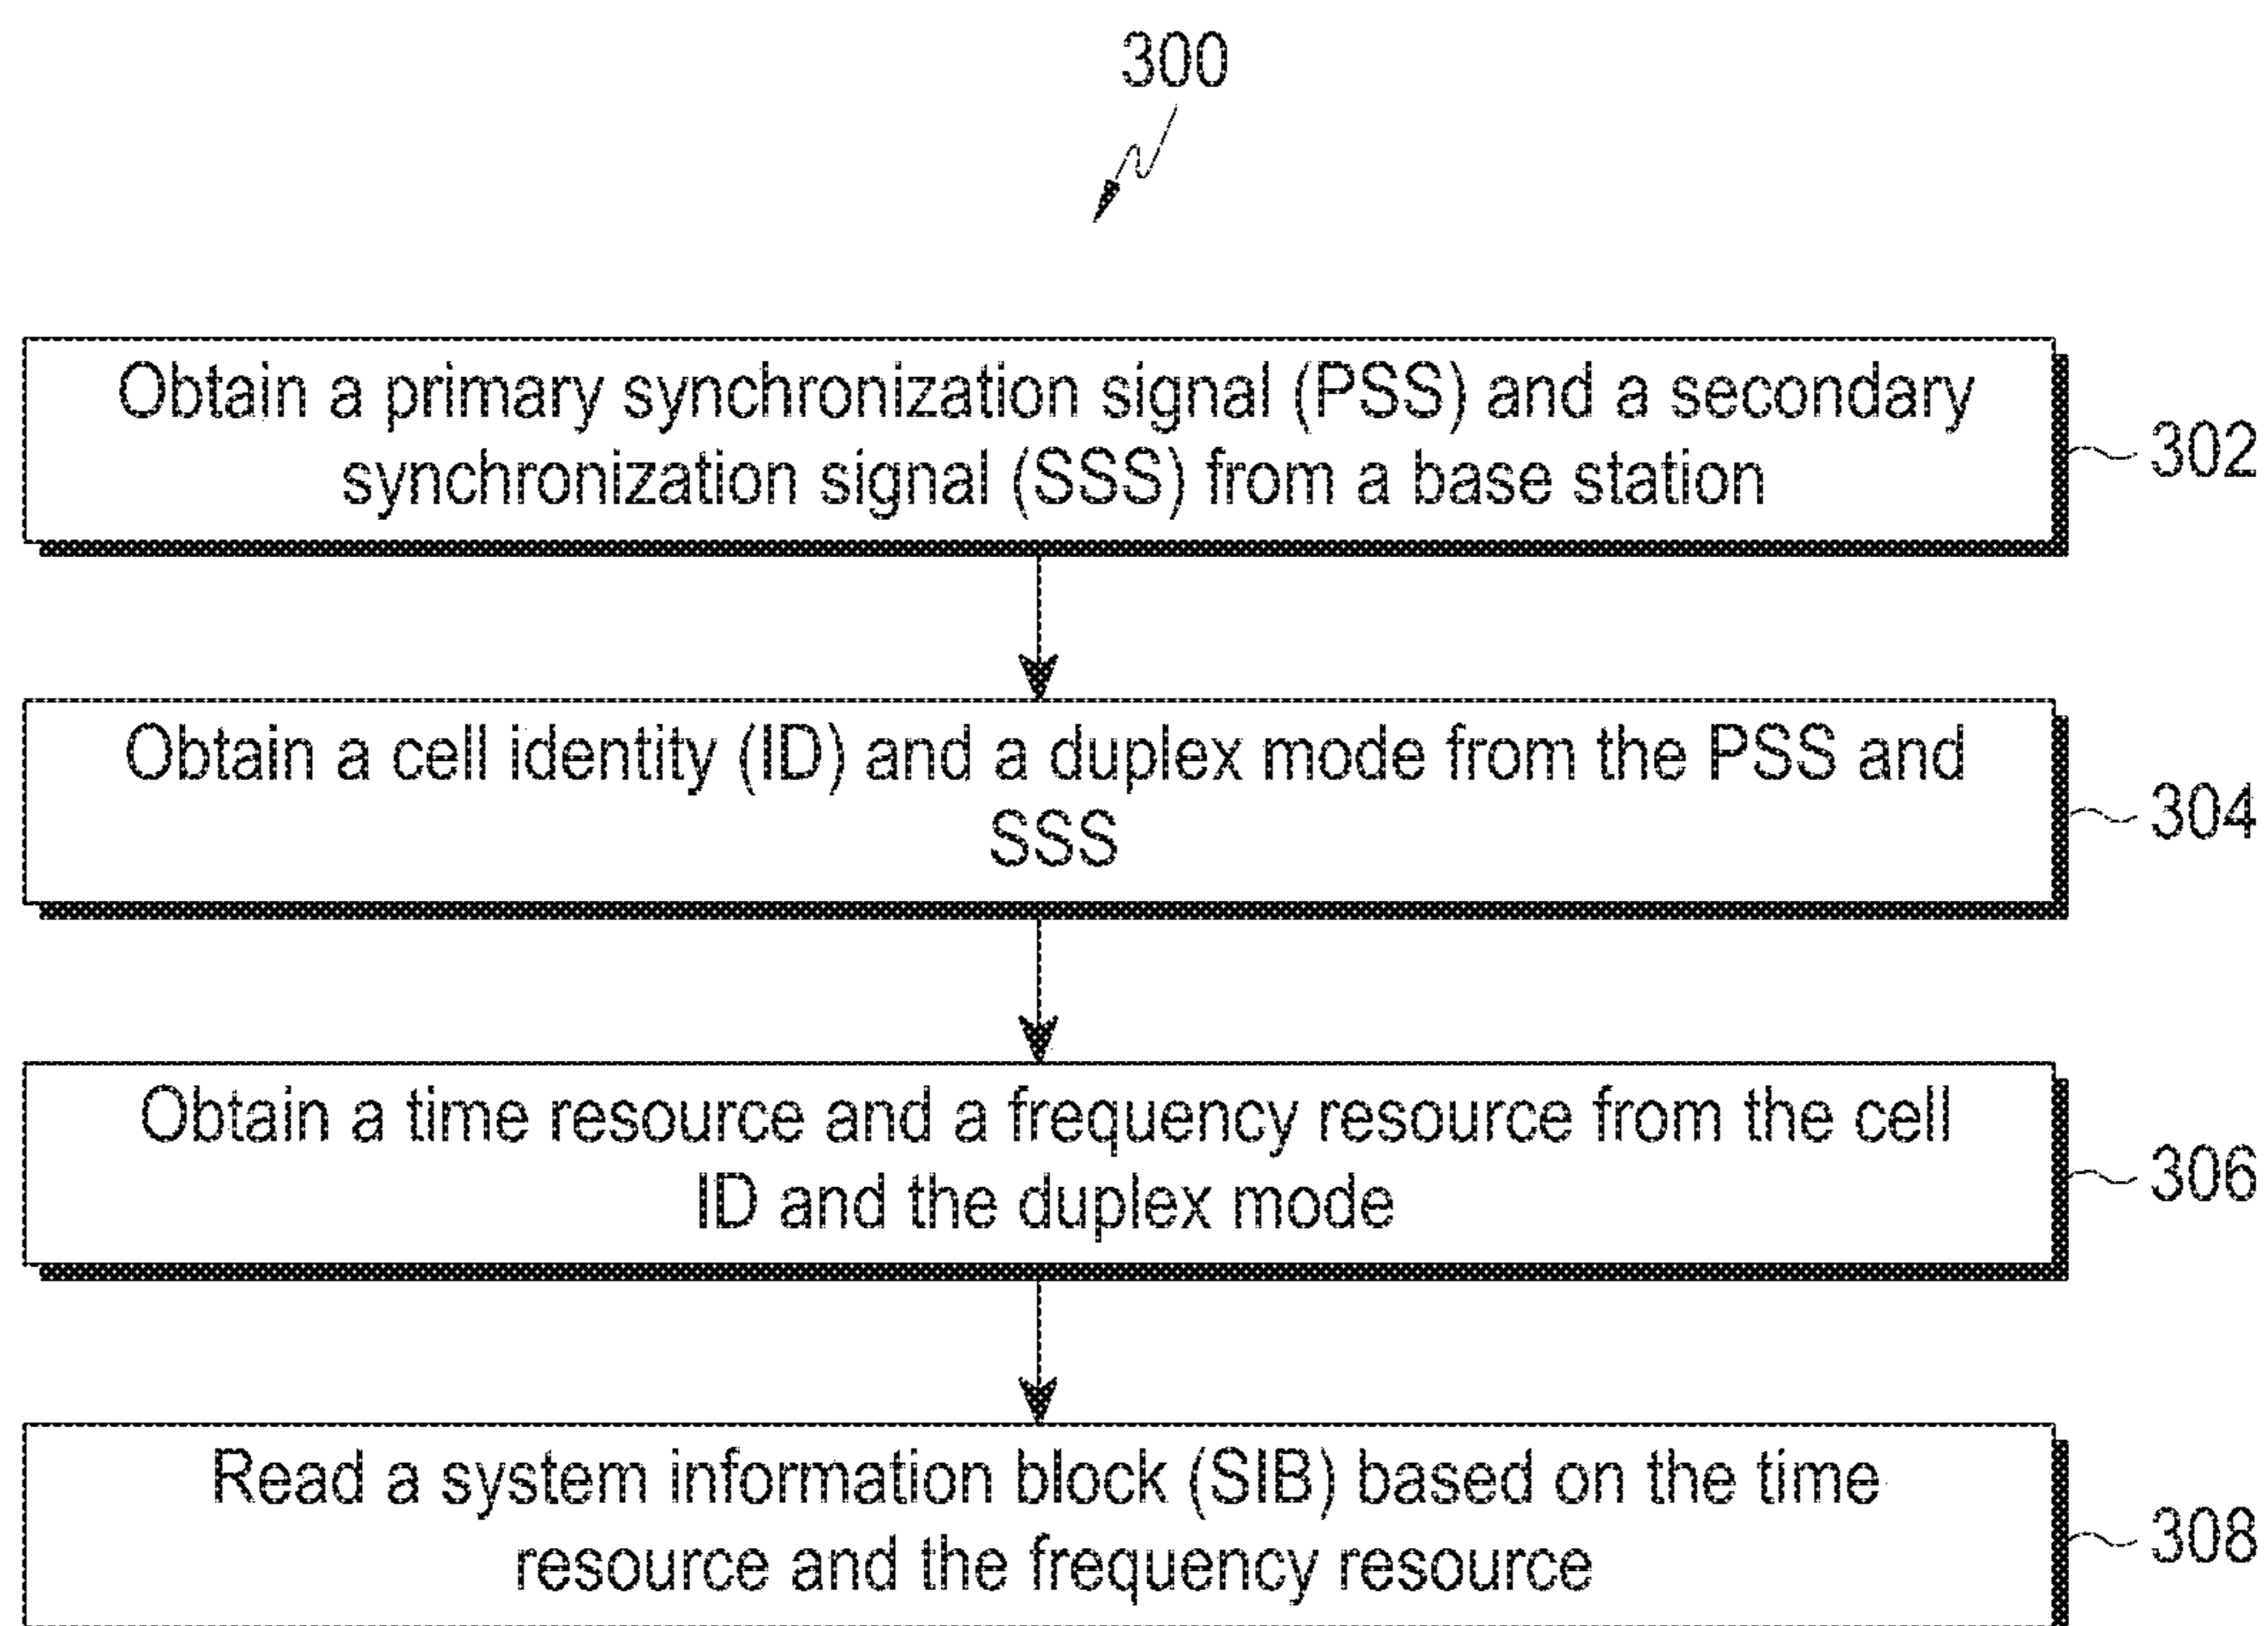 300
Obtain a primary synchronization signal (PSS) and a secondary
synchronization signal (SSS) from a base station
302
Obtain a cell identity (ID) and a duplex mode from the PSS and
SSS
304
Obtain a time resource and a frequency resource from the cell
ID and the duplex mode
306
Read a system information block (SIB) based on the time
resource and the frequency resource
308